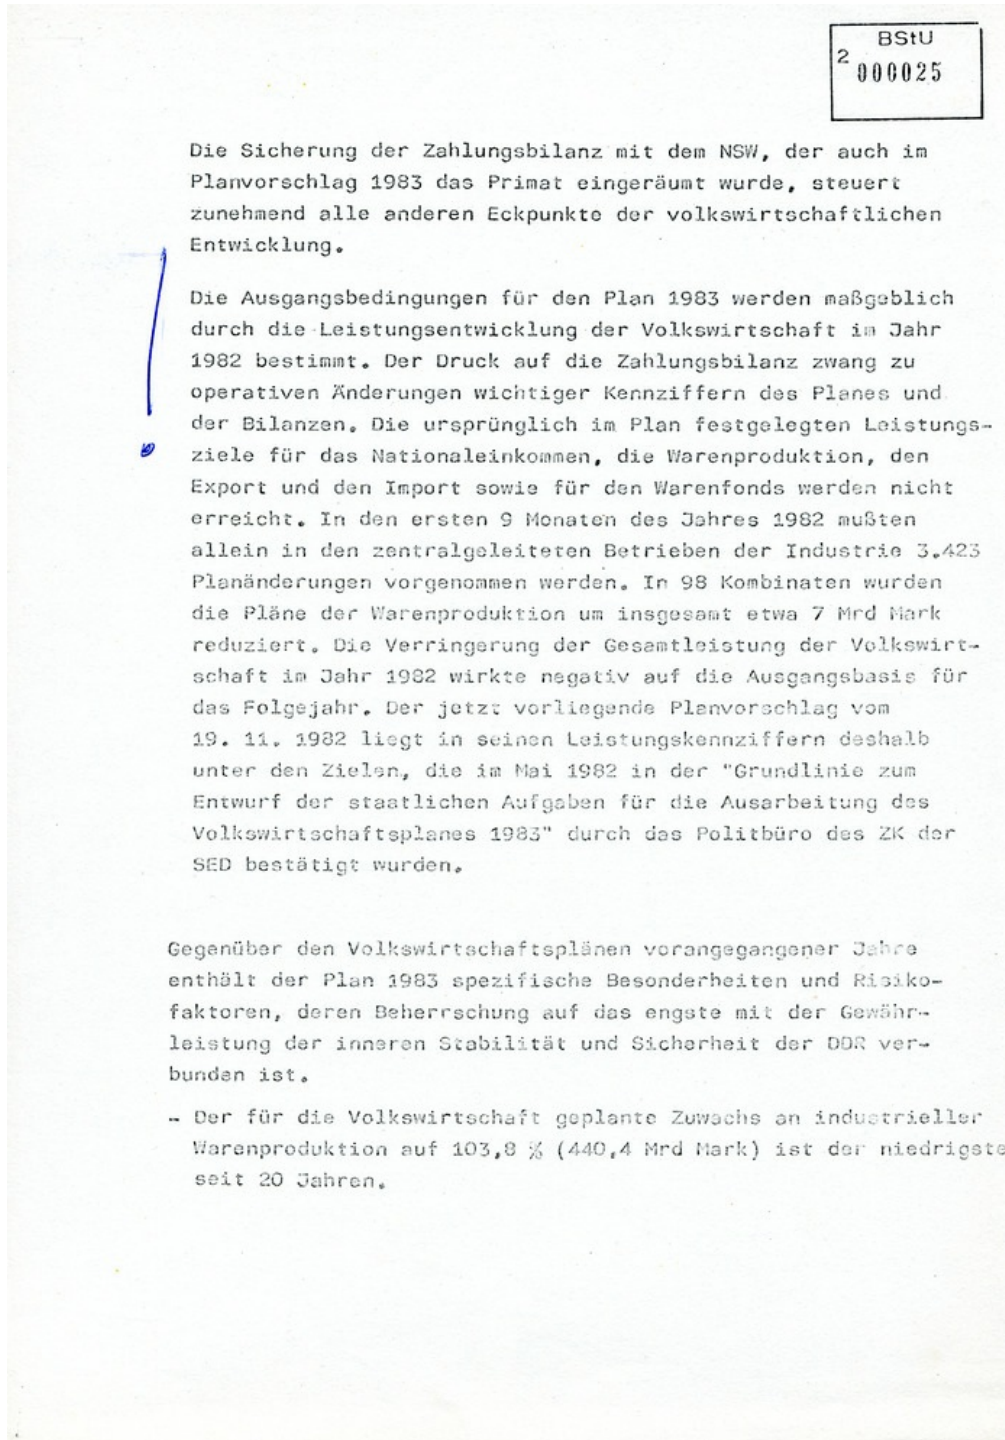 BStU
2
000025
Die Sicherung der Zahlungsbilanz mit dem NSW, der auch im
Planvorschlag 1983 das Primat eingeräumt wurde, steuert
zunehmend alle anderen Eckpunkte der volkswirtschaftlichen
Entwicklung.
Die Ausgangsbedingungen für den Plan 1983 werden maßgeblich
durch die Leistungsentwicklung der Volkswirtschaft im Jahr
1982 bestimmt. Der Druck auf die Zahlungsbilanz zwang zu
operativen Änderungen wichtiger Kennziffern des Planes und
der Bilanzen. Die ursprünglich im Plan festgelegten Leistungs-
ziele für das Nationaleinkommen, die Warenproduktion, den
Export und den Import sowie für den Warenfonds werden nicht
erreicht. In den ersten 9 Monaten des Jahres 1982 mußten
allein in den zentralgeleiteten Betrieben der Industrie 3.423
Planänderungen vorgenommen werden. In 98 Kombinaten wurden
die Pläne der Warenproduktion um insgesamt etwa 7 Mrd Mark
reduziert. Die Verringerung der Gesamtleistung der Volkswirt-
schaft im Jahr 1982 wirkte negativ auf die Ausgangsbasis für
das Folgejahr. Der jetzt vorliegende Planvorschlag vom
19. 11. 1982 liegt in seinen Leistungskennziffern deshalb
unter den Zielen, die im Mai 1982 in der "Grundlinie zum
Entwurf der staatlichen Aufgaben für die Ausarbeitung des
Volkswirtschaftsplanes 1983" durch das Politbüro des ZK der
SED bestätigt wurden.
Gegenüber den Volkswirtschaftsplänen vorangegangener Jahre
enthält der Plan 1983 spezifische Besonderheiten und Risiko-
faktoren, deren Beherrschung auf das engste mit der Gewähr-
leistung der inneren Stabilität und Sicherheit der DDR ver-
bunden ist.
- Der für die Volkswirtschaft geplante Zuwachs an industrieller
Warenproduktion auf 103,8 % (440,4 Mrd Mark) ist der niedrigste
seit 20 Jahren.